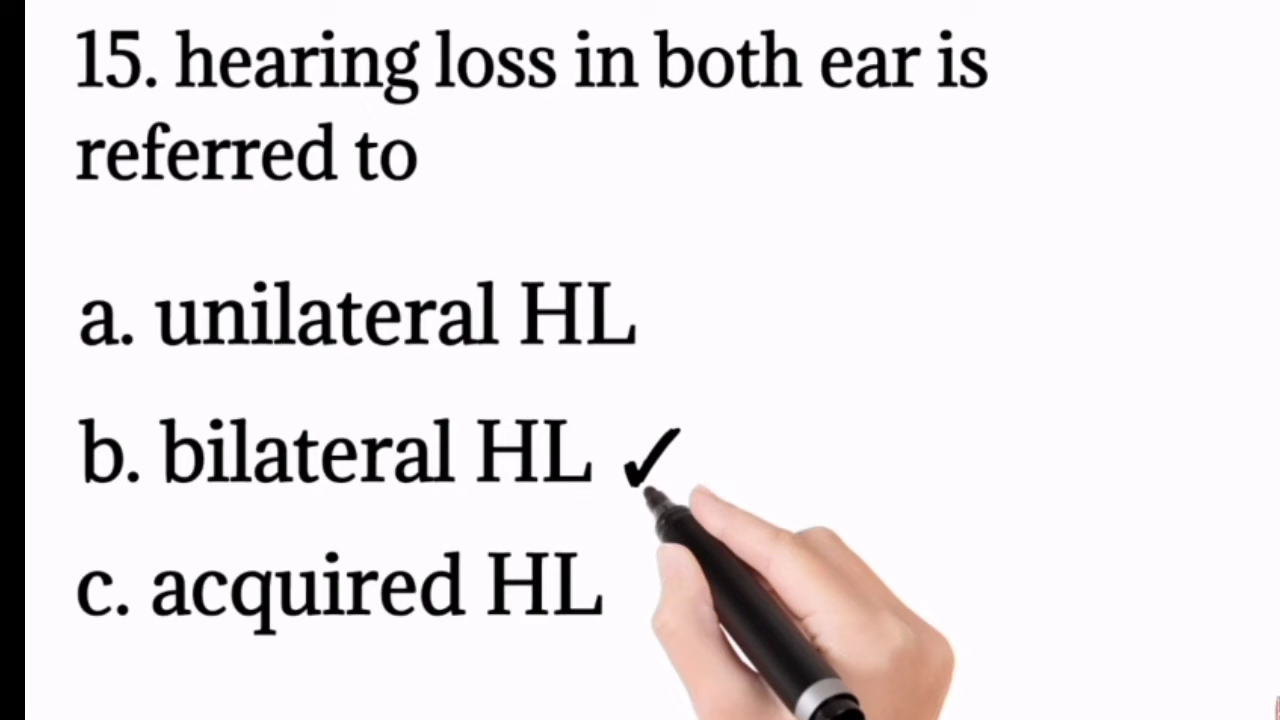 15. hearing loss in both ear is
referred to
a. unilateral HL
b. bilateral HL ✓
c. acquired HL